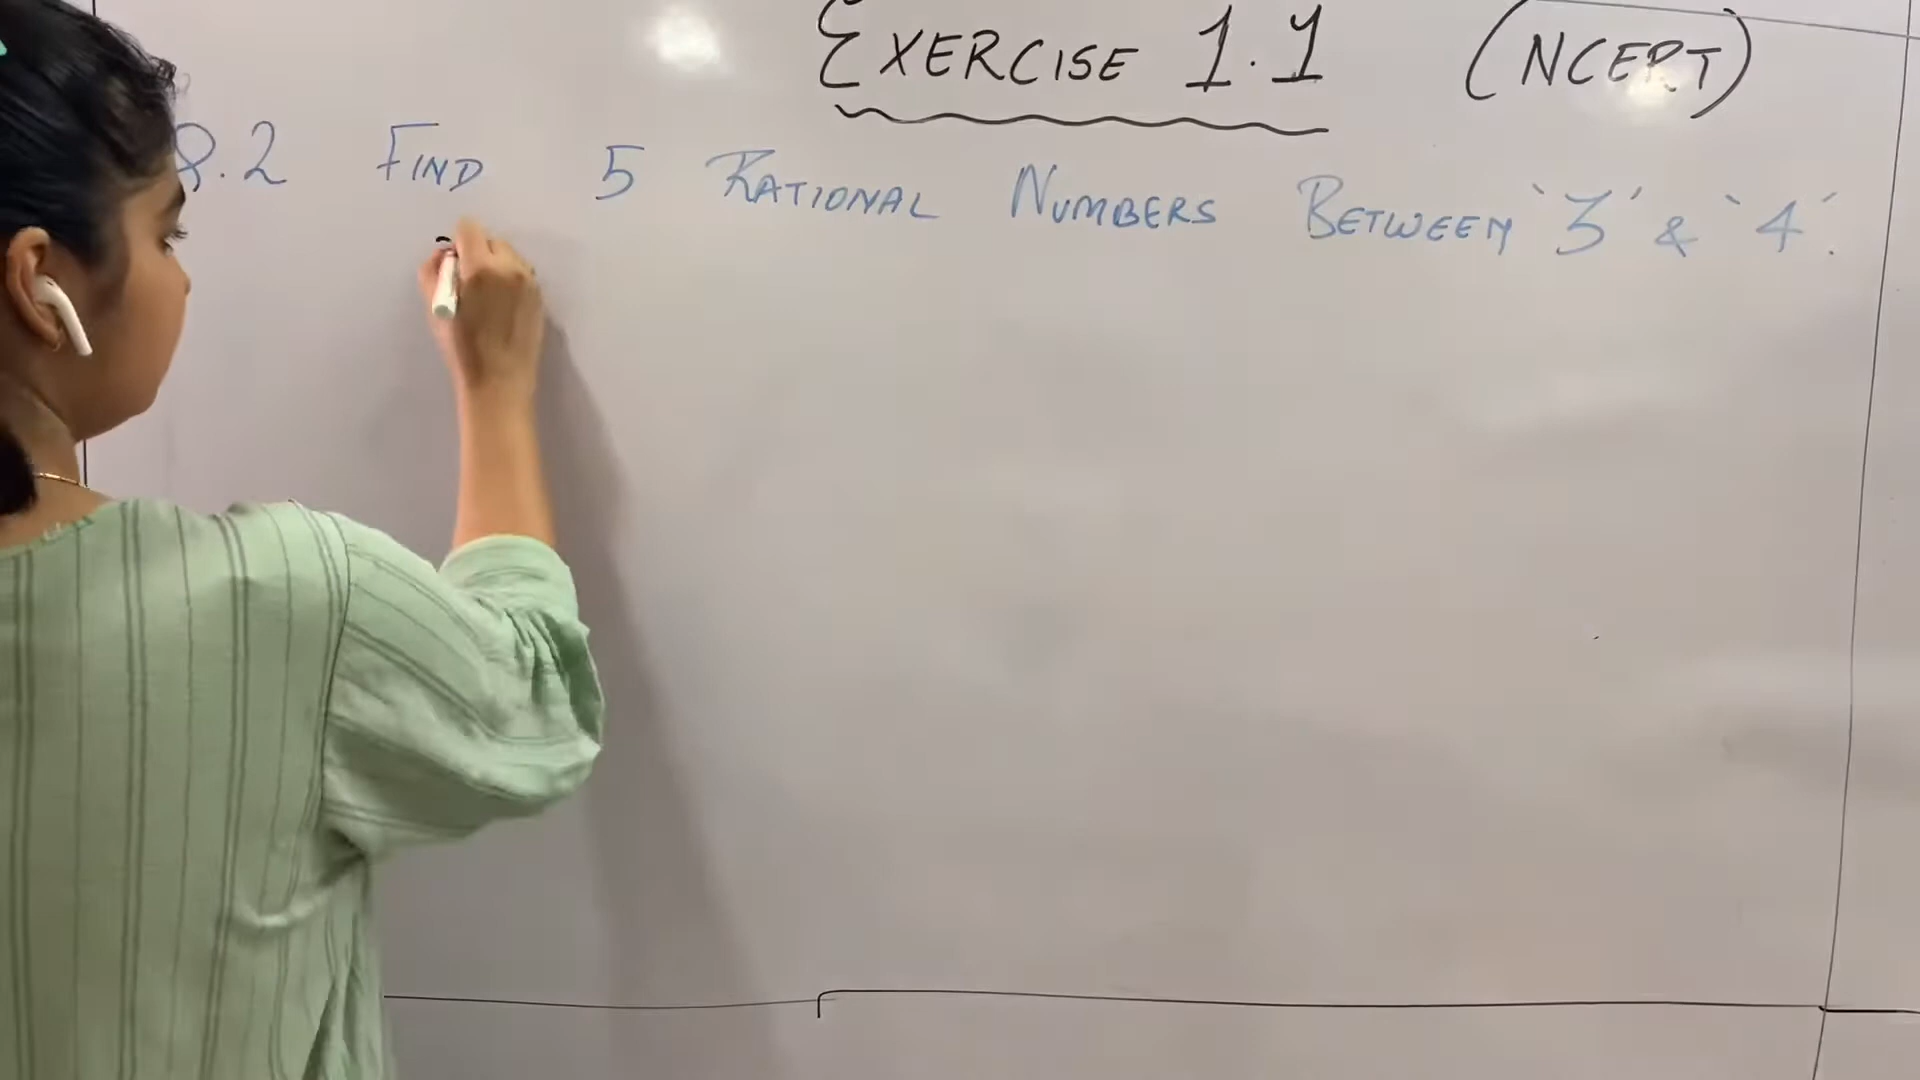 EXERCISE 1.1 (NCERT)
Q.2 FIND 5 RATIONAL NUMBERS BETWEEN '3' & '4'.